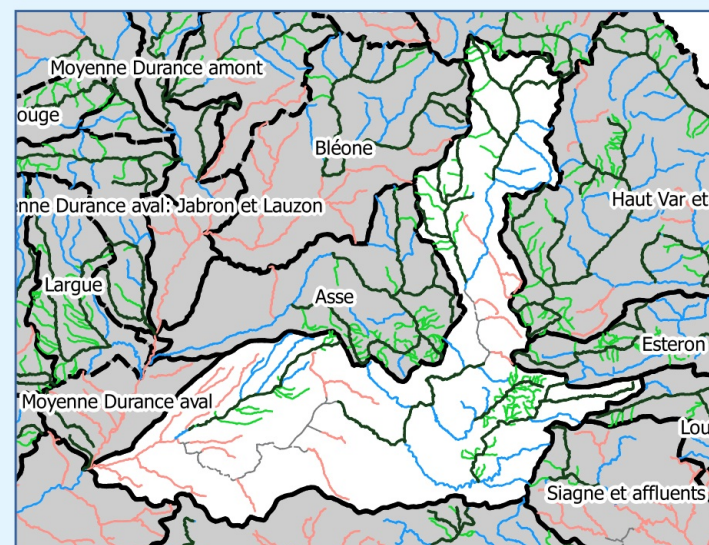 Moyenne Durance amont
ouge
Bléone
nne Durance aval: Jabron et Lauzon
Haut Var et
Largue
Asse
Esteron
Moyenne Durance aval
Lou
Siagne et affluents